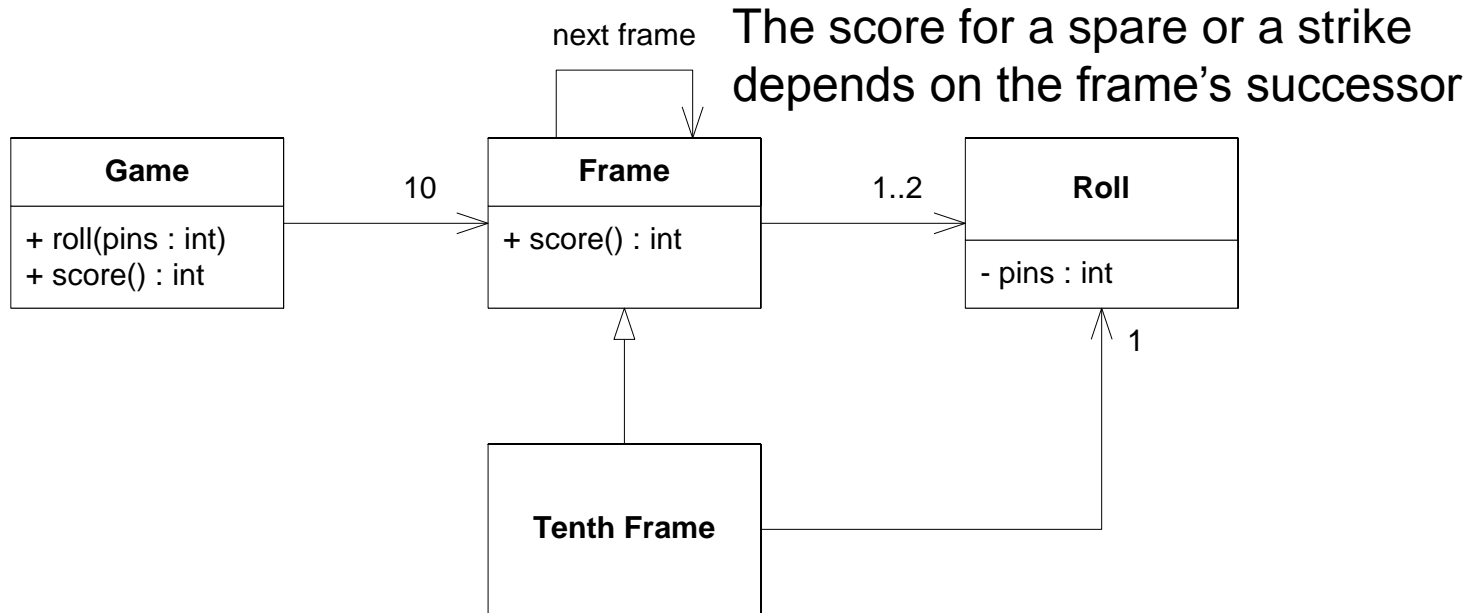 next frame
The score for a spare or a strike
depends on the frame’s successor
Game
+ roll(pins : int)
+ score() : int
10
Frame
+ score() : int
1..2
Roll
- pins : int
1
Tenth Frame